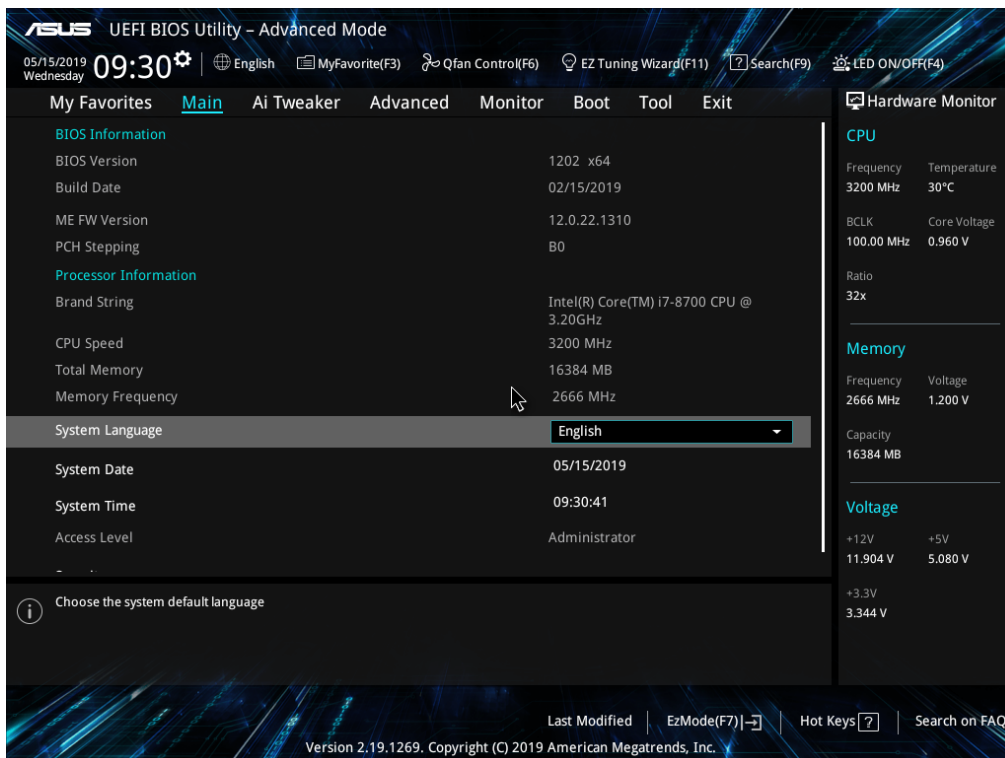 ASUS UEFI BIOS Utility – Advanced Mode
05/15/2019
Wednesday
09:30 English MyFavorite(F3) Qfan Control(F6) EZ Tuning Wizard(F11) ? Search(F9) LED ON/OFF(F4)
My Favorites Main Ai Tweaker Advanced Monitor Boot Tool Exit
BIOS Information
BIOS Version 1202 x64
Build Date 02/15/2019
ME FW Version 12.0.22.1310
PCH Stepping B0
Processor Information
Brand String Intel(R) Core(TM) i7-8700 CPU @
3.20GHz
CPU Speed 3200 MHz
Total Memory 16384 MB
Memory Frequency 2666 MHz
System Language English
System Date 05/15/2019
System Time 09:30:41
Access Level Administrator
i Choose the system default language
Hardware Monitor
CPU
Frequency Temperature
3200 MHz 30°C
BCLK Core Voltage
100.00 MHz 0.960 V
Ratio
32x
Memory
Frequency Voltage
2666 MHz 1.200 V
Capacity
16384 MB
Voltage
+12V +5V
11.904 V 5.080 V
+3.3V
3.344 V
Last Modified EzMode(F7) Hot Keys ? Search on FAQ
Version 2.19.1269. Copyright (C) 2019 American Megatrends, Inc.